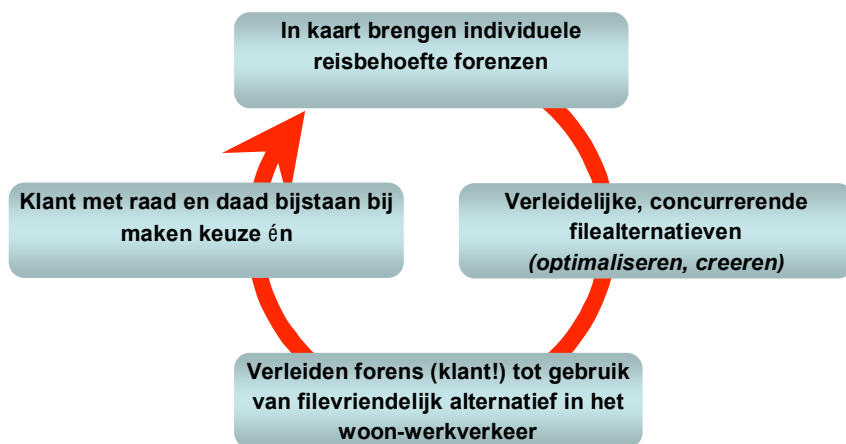 In kaart brengen individuele
reisbehoefte forenzen
Verleidelijke, concurrerende
filealternatieven
(optimaliseren, creeren)
Verleiden forens (klant!) tot gebruik
van filevriendelijk alternatief in het
woon-werkverkeer
Klant met raad en daad bijstaan bij
maken keuze én